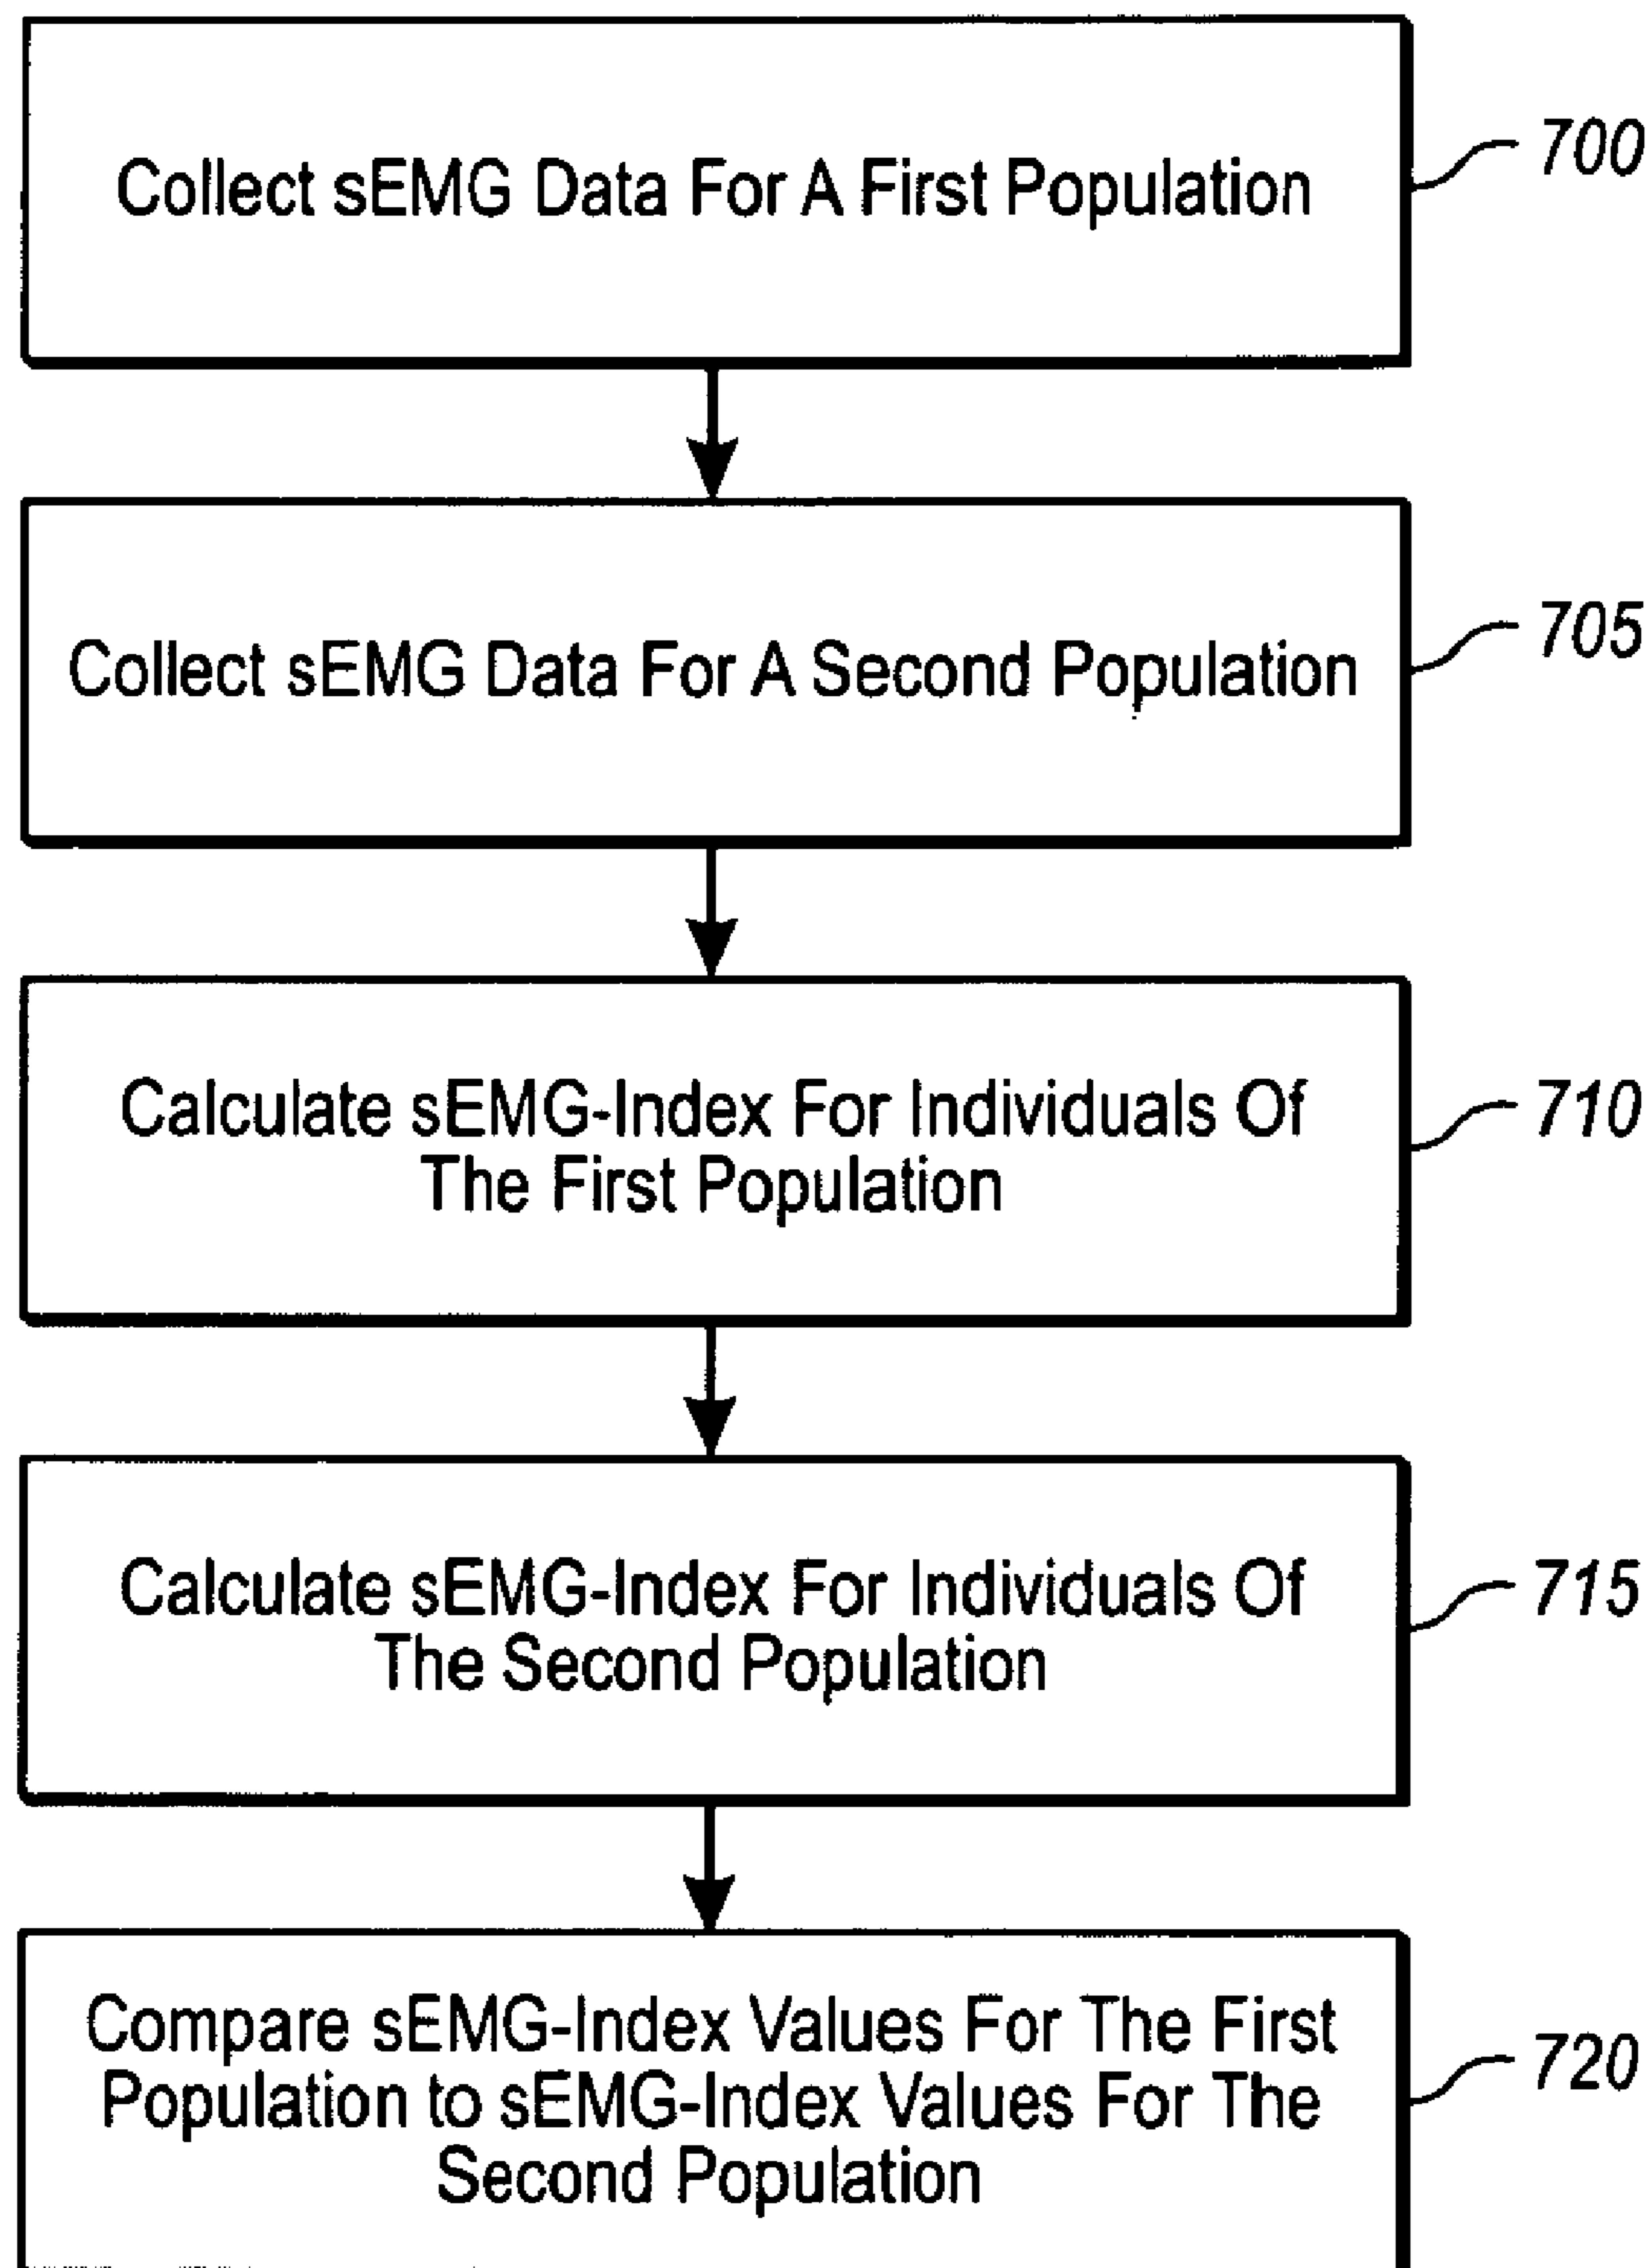 Collect sEMG Data For A First Population
700
Collect sEMG Data For A Second Population
705
Calculate sEMG-Index For Individuals Of
The First Population
710
Calculate sEMG-Index For Individuals Of
The Second Population
715
Compare sEMG-Index Values For The First
Population to sEMG-Index Values For The
Second Population
720